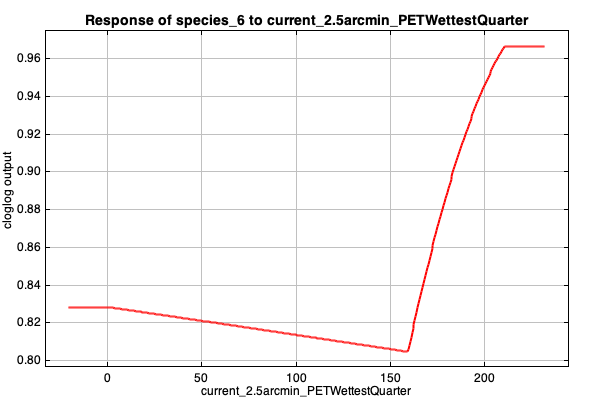 Response of species_6 to current_2.5arcmin_PETWettestQuarter
0.96
0.94
0.92
0.90
0.88
0.86
0.84
0.82
0.80
cloglog output
0 50 100 150 200
current_2.5arcmin_PETWettestQuarter